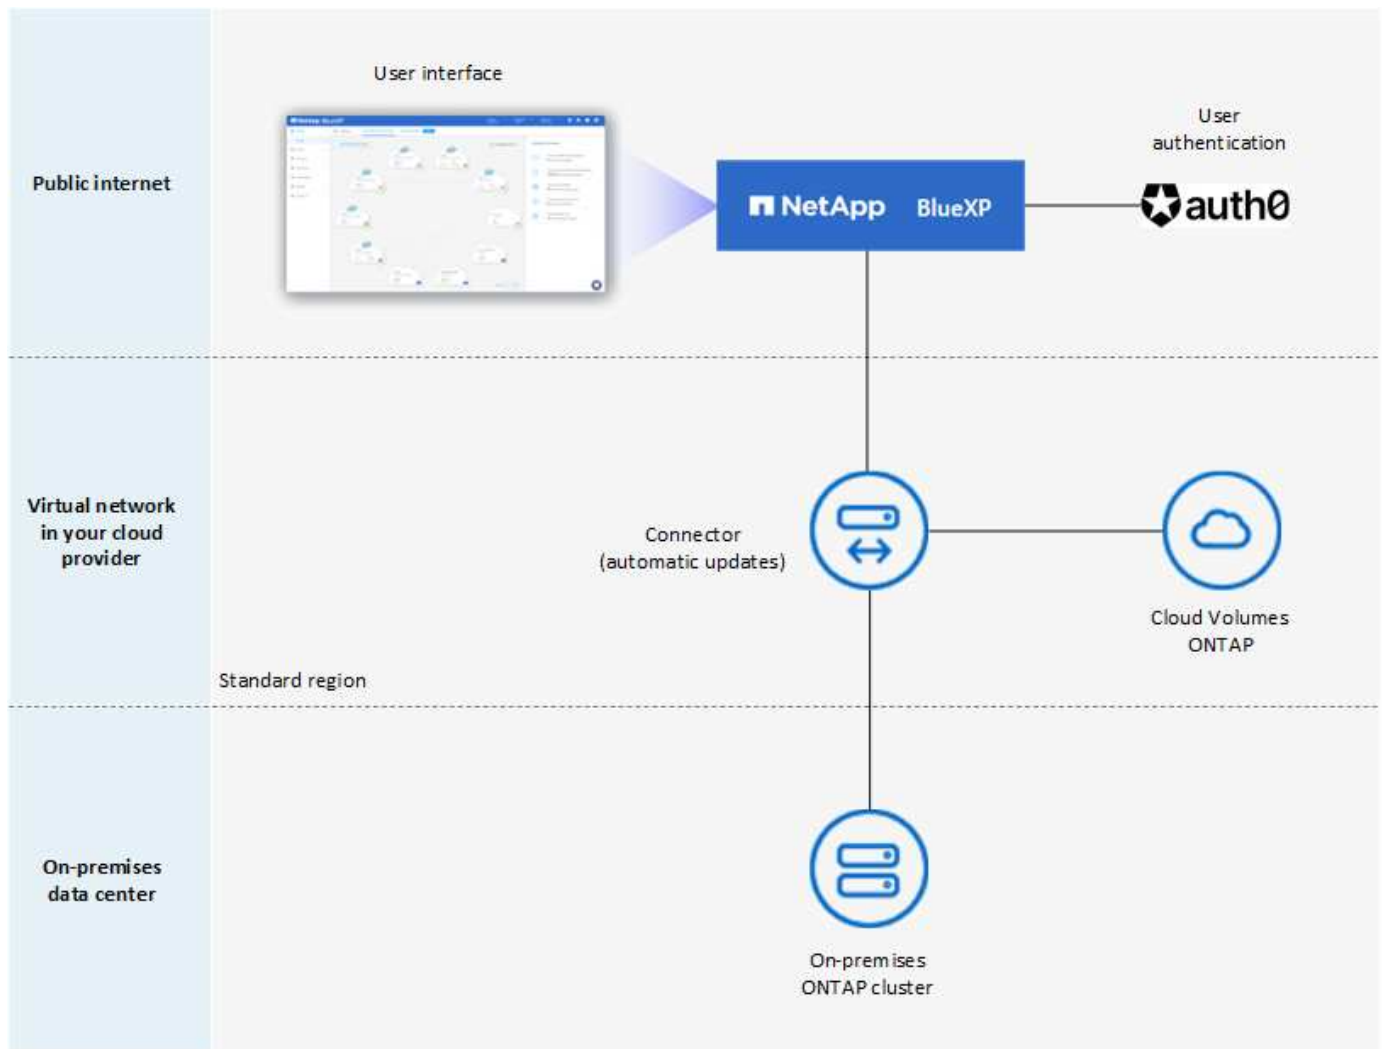 User interface
User
authentication
Public internet
NetApp BlueXP
auth0
Virtual network
in your cloud
provider
Connector
(automatic updates)
Cloud Volumes
ONTAP
Standard region
On-premises
data center
On-premises
ONTAP cluster